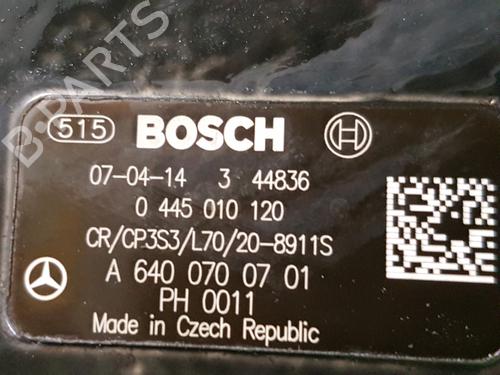 B-PARTS
515 BOSCH
07-04-14 3 44836
0 445 010 120
CR/CP3S3/L70/20-8911S
A 640 070 07 01
PH 0011
Made in Czech Republic